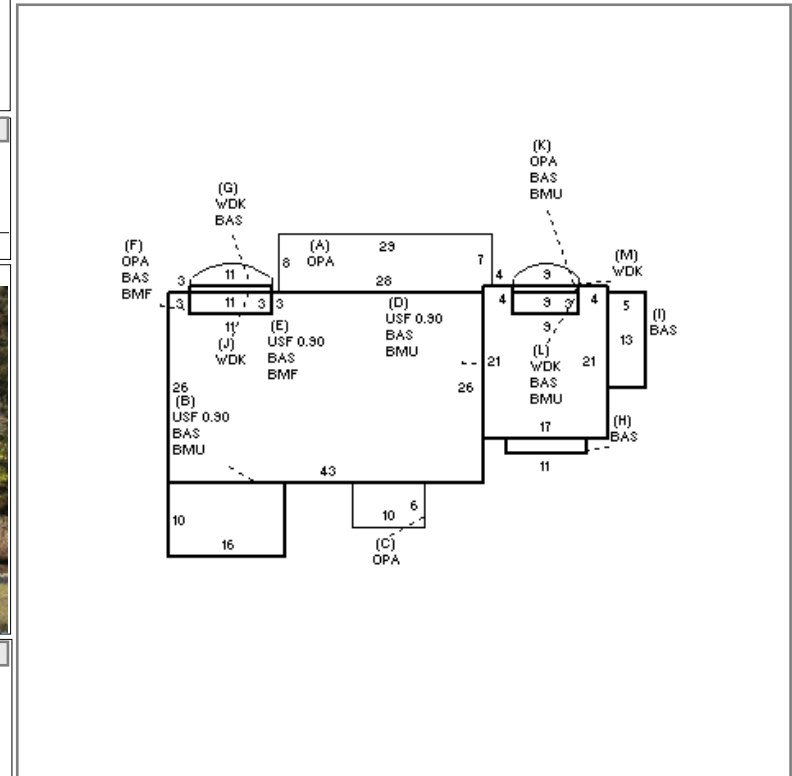 (K)
OPA
BAS
BMU
(G)
WDK
BAS
(F)
OPA
BAS
BMF
(A)
OPA
29
8
7
28
3
11
4
9
(M)
WDK
3
11
3
3
4
9
3
4
5
(I)
BAS
13
(D)
USF 0.90
BAS
BMU
11
(J)
WDK
(E)
USF 0.90
BAS
BMF
9
(L)
WDK
BAS
BMU
21
21
26
26
(B)
USF 0.90
BAS
BMU
17
(H)
BAS
11
43
10
16
10
6
(C)
OPA